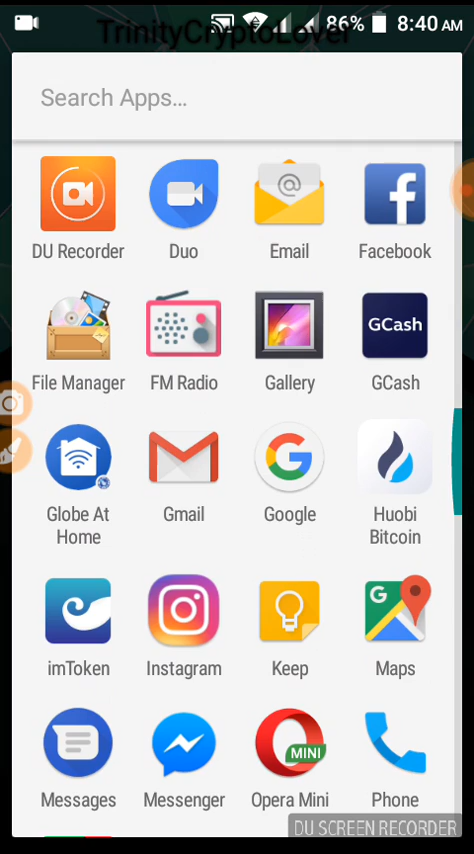 TrinityCryptoLover
86% 8:40 AM
Search Apps...
DU Recorder Duo Email Facebook
GCash
File Manager FM Radio Gallery GCash
Globe At Home Gmail Google Huobi Bitcoin
G
imToken Instagram Keep Maps
MINI
Messages Messenger Opera Mini Phone
DU SCREEN RECORDER